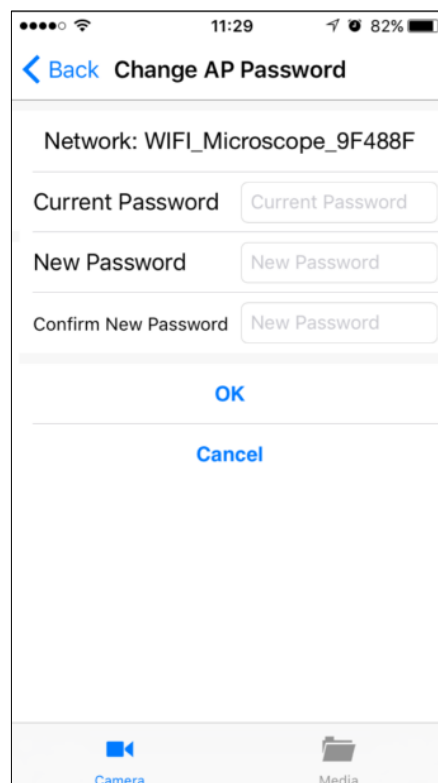 11:29 82%
Back Change AP Password
Network: WIFI_Microscope_9F488F
Current Password Current Password
New Password New Password
Confirm New Password New Password
OK
Cancel
Camera Media